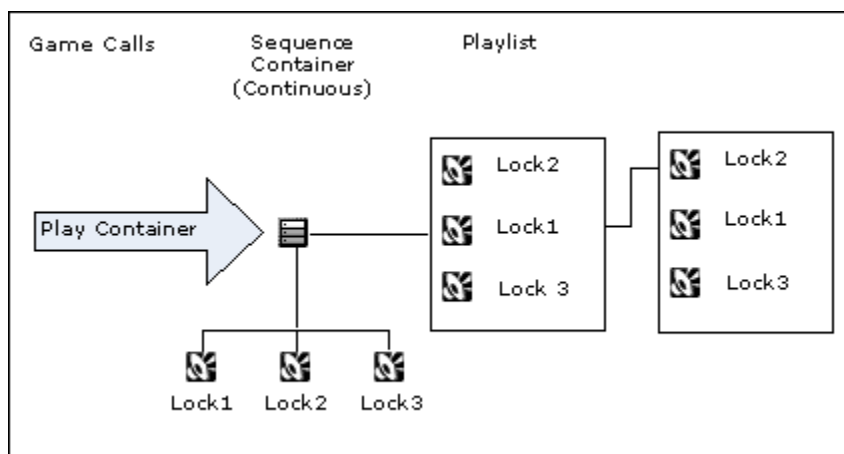 Game Calls
Sequence
Container
(Continuous)
Playlist
Play Container
Lock2
Lock1
Lock 3
Lock2
Lock1
Lock3
Lock1
Lock2
Lock3